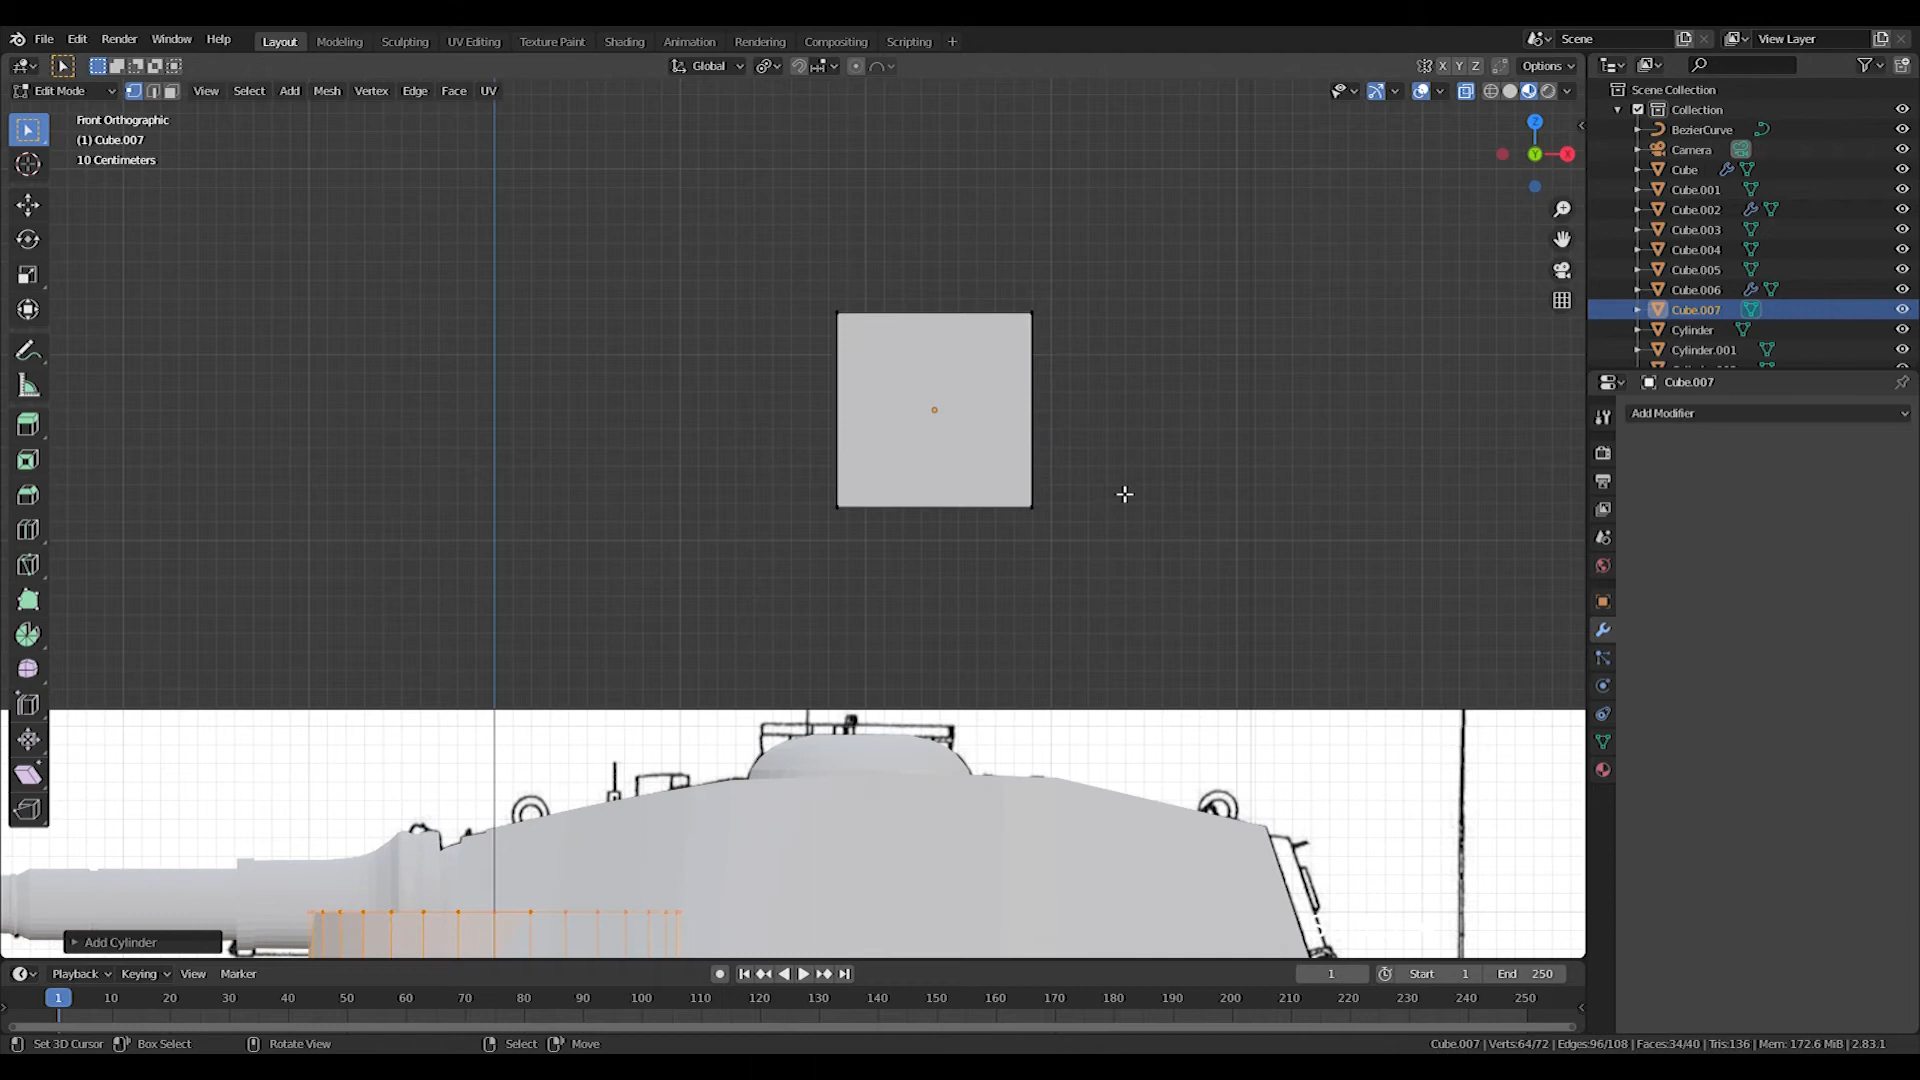 File Edit Render Window Help Layout Modeling Sculpting UV Editing Texture Paint Shading Animation Rendering Compositing Scripting + Scene View Layer
Global X Y Z Options
Edit Mode View Select Add Mesh Vertex Edge Face UV
Front Orthographic
(1) Cube.007
10 Centimeters
Z
Y
X
Scene Collection
Collection
BezierCurve
Camera
Cube
Cube.001
Cube.002
Cube.003
Cube.004
Cube.005
Cube.006
Cube.007
Cylinder
Cylinder.001
Cube.007
Add Modifier
Add Cylinder
Playback Keying View Marker 1 Start 1 End 250
1 10 20 30 40 50 60 70 80 90 100 110 120 130 140 150 160 170 180 190 200 210 220 230 240 250
Set 3D Cursor Box Select Rotate View Select Move Cube.007 | Verts:64/72 | Edges:96/108 | Faces:34/40 | Tris:136 | Mem: 172.6 MiB | 2.83.1